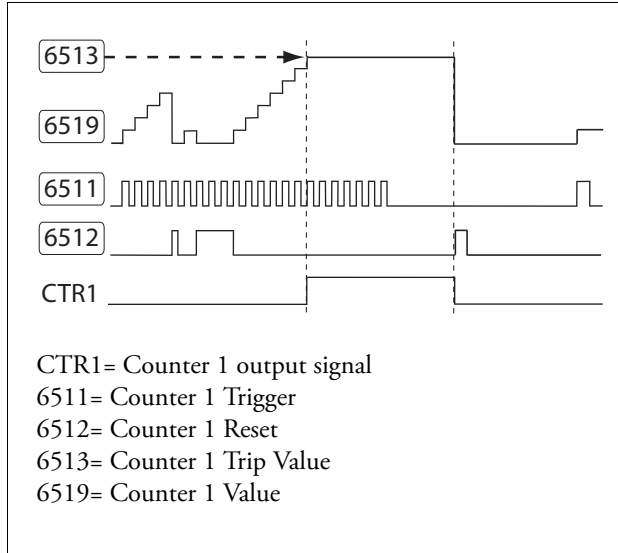 6513
6519
6511
6512
CTR1
CTR1= Counter 1 output signal
6511= Counter 1 Trigger
6512= Counter 1 Reset
6513= Counter 1 Trip Value
6519= Counter 1 Value